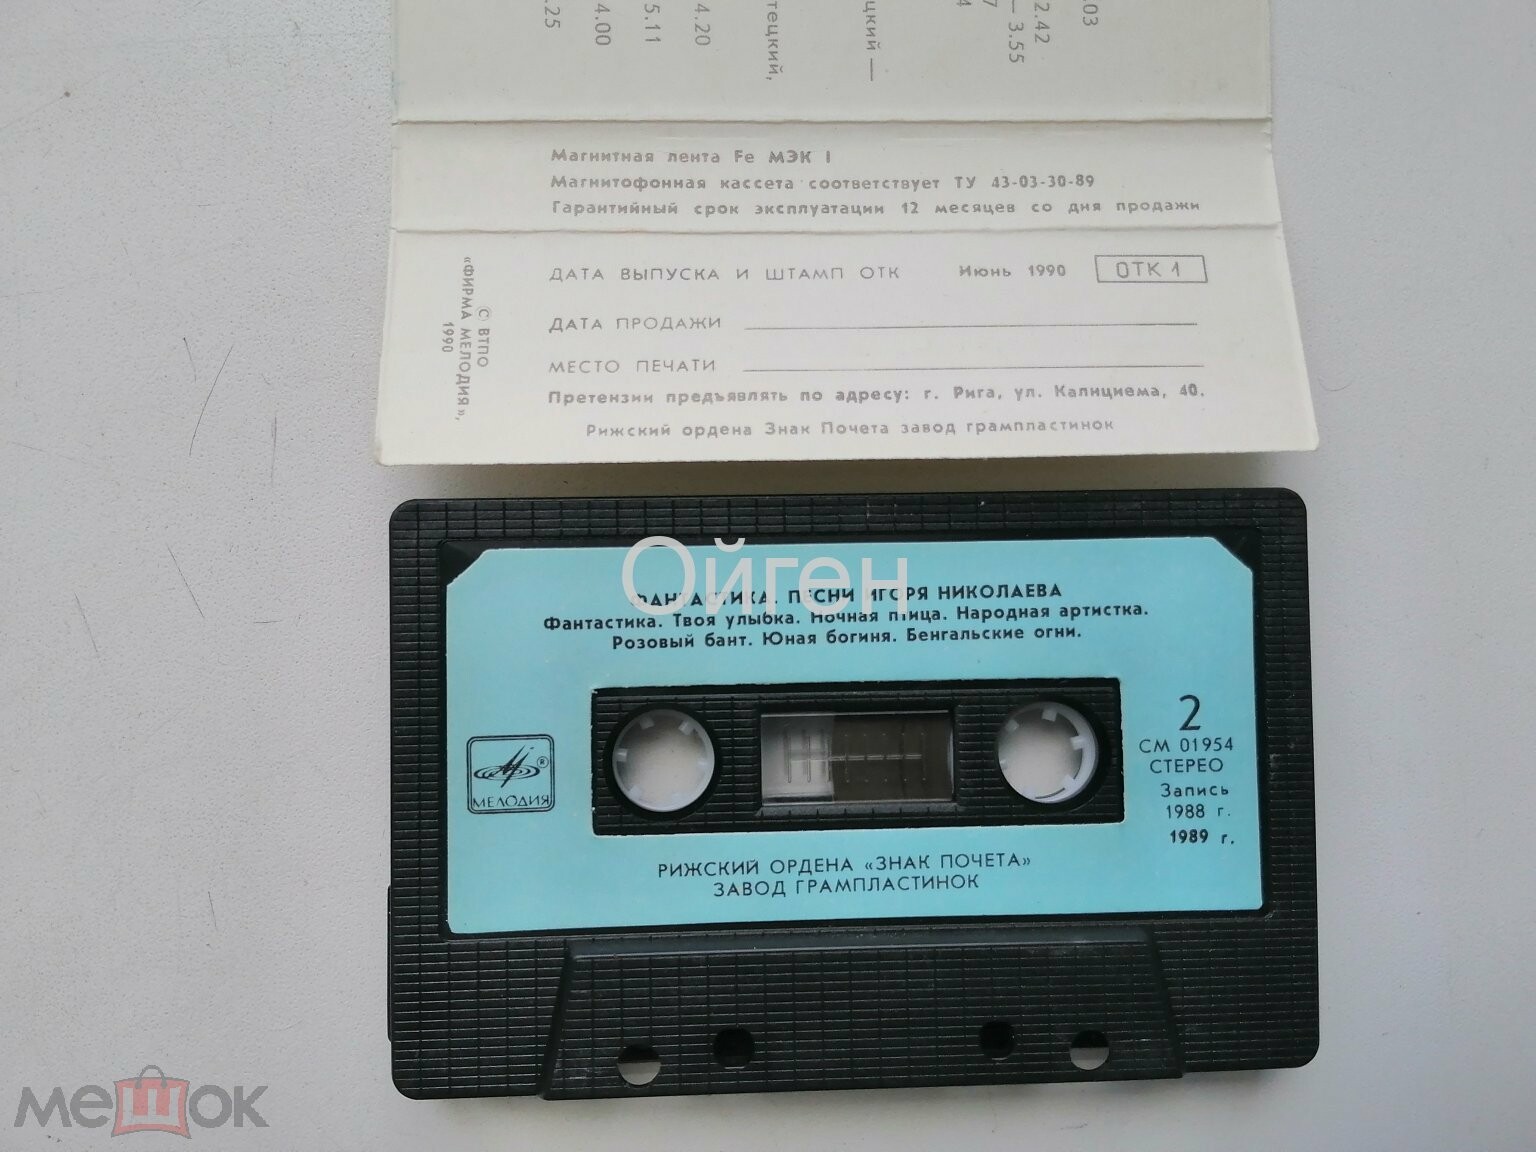 .25
4.00
5.11
4.20
тецкий,
цкий —
4
7
— 3.55
2.42
.03
Магнитная лента Fe МЭК I
Магнитофонная кассета соответствует ТУ 43-03-30-89
Гарантийный срок эксплуатации 12 месяцев со дня продажи
ДАТА ВЫПУСКА И ШТАМП ОТК Июнь 1990 ОТК 1
ДАТА ПРОДАЖИ
МЕСТО ПЕЧАТИ
Претензии предъявлять по адресу: г. Рига, ул. Калнциема, 40.
Рижский ордена Знак Почета завод грампластинок
© ВТПО
«ФИРМА МЕЛОДИЯ»,
1990
Ойген
ФАНТАСТИКА. ПЕСНИ ИГОРЯ НИКОЛАЕВА
Фантастика. Твоя улыбка. Ночная птица. Народная артистка.
Розовый бант. Юная богиня. Бенгальские огни.
МЕЛОДИЯ ®
2
СМ 01954
СТЕРЕО
Запись
1988 г.
1989 г.
РИЖСКИЙ ОРДЕНА «ЗНАК ПОЧЕТА»
ЗАВОД ГРАМПЛАСТИНОК
мешок